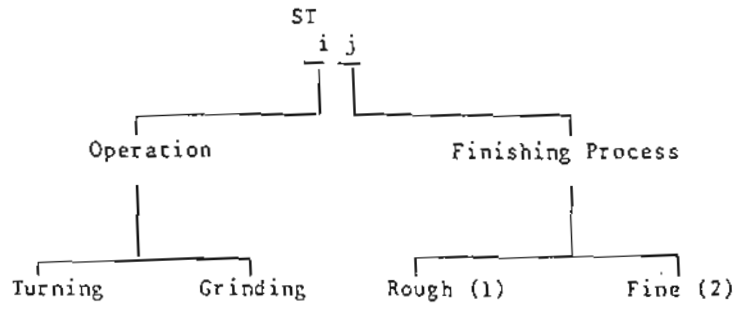 ST
i j
Operation Finishing Process
Turning Grinding Rough (1) Fine (2)